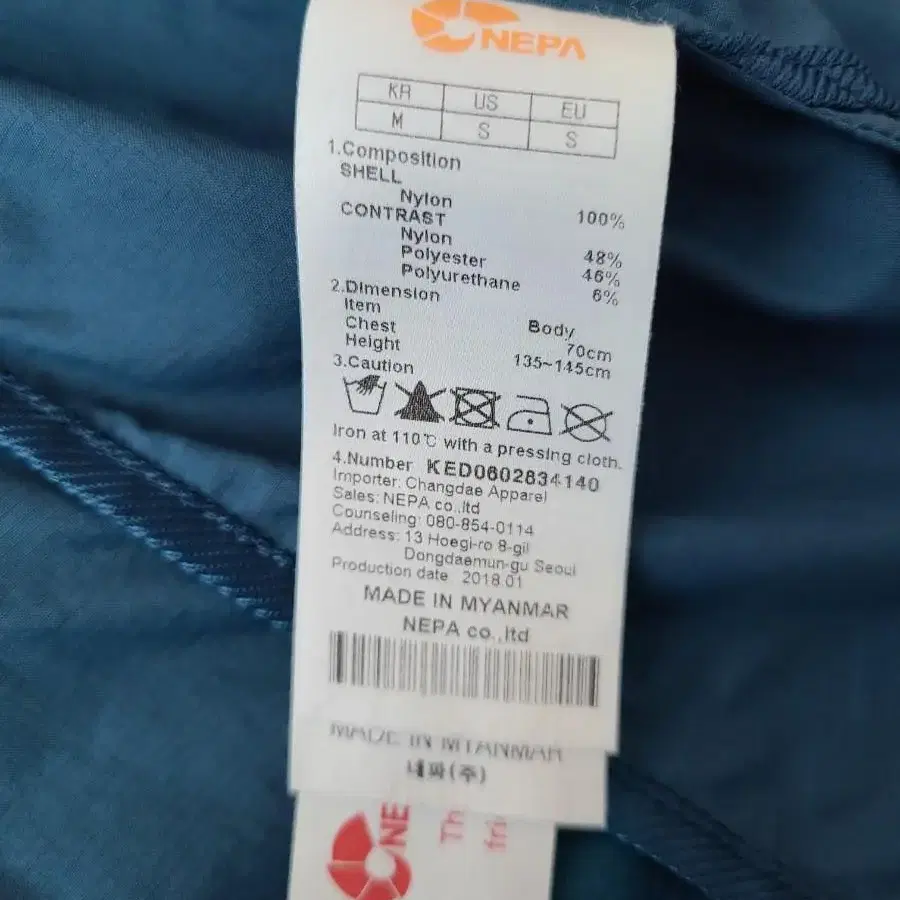 NEPA
KR US EU
M S S
1.Composition
SHELL
Nylon 100%
CONTRAST
Nylon 48%
Polyester 46%
Polyurethane 6%
2.Dimension
Item Body
Chest 70cm
Height 135~145cm
3.Caution
Iron at 110℃ with a pressing cloth.
4.Number KED0602834140
Importer: Changdae Apparel
Sales: NEPA co.,ltd
Counseling: 080-854-0114
Address: 13 Hoegi-ro 8-gil
Dongdaemun-gu Seoul
Production date 2018.01
MADE IN MYANMAR
NEPA co.,ltd
MADE IN MYANMAR
네파(주)
NE
Th
fri